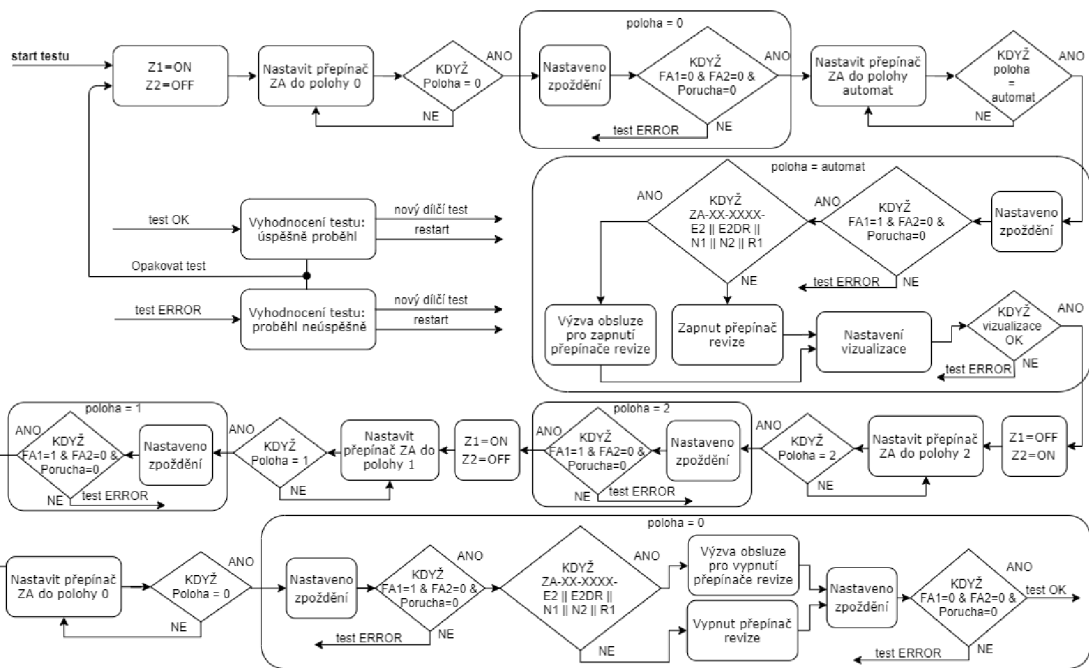 start testu
Z1=ON
Z2=OFF
Nastavit přepínač
ZA do polohy 0
KDYŽ
Poloha = 0
ANO
NE
poloha = 0
Nastaveno
zpoždění
KDYŽ
FA1=0 & FA2=0 &
Porucha=0
ANO
NE
test ERROR
Nastavit přepínač
ZA do polohy
automat
KDYŽ
poloha
=
automat
ANO
NE
poloha = automat
Nastaveno
zpoždění
KDYŽ
FA1=1 & FA2=0 &
Porucha=0
ANO
NE
test ERROR
KDYŽ
ZA-XX-XXXX-
E2 || E2DR ||
N1 || N2 || R1
ANO
NE
Výzva obsluze
pro zapnutí
přepínače revize
Zapnut přepínač
revize
Nastavení
vizualizace
KDYŽ
vizualizace
OK
ANO
NE
test ERROR
test OK
Vyhodnocení testu:
úspěšně proběhl
nový dílčí test
restart
Opakovat test
test ERROR
Vyhodnocení testu:
proběhl neúspěšně
nový dílčí test
restart
Z1=OFF
Z2=ON
Nastavit přepínač
ZA do polohy 2
KDYŽ
Poloha = 2
ANO
NE
poloha = 2
Nastaveno
zpoždění
KDYŽ
FA1=1 & FA2=0 &
Porucha=0
ANO
NE
test ERROR
Z1=ON
Z2=OFF
Nastavit
přepínač ZA do
polohy 1
KDYŽ
Poloha = 1
ANO
NE
poloha = 1
Nastaveno
zpoždění
KDYŽ
FA1=1 & FA2=0 &
Porucha=0
ANO
NE
test ERROR
Nastavit přepínač
ZA do polohy 0
KDYŽ
Poloha = 0
ANO
NE
poloha = 0
Nastaveno
zpoždění
KDYŽ
FA1=1 & FA2=0 &
Porucha=0
ANO
NE
test ERROR
KDYŽ
ZA-XX-XXXX-
E2 || E2DR ||
N1 || N2 || R1
ANO
NE
Výzva obsluze
pro vypnutí
přepínače revize
Vypnut přepínač
revize
Nastaveno
zpoždění
KDYŽ
FA1=0 & FA2=0 &
Porucha=0
ANO
test OK
NE
test ERROR